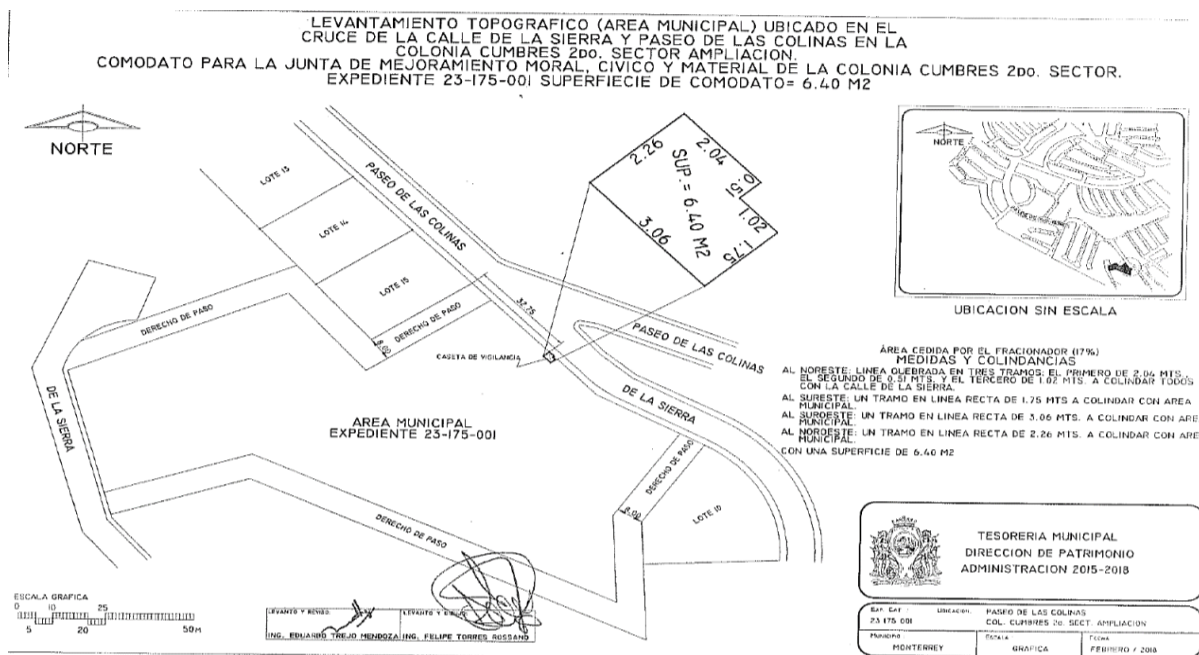 LEVANTAMIENTO TOPOGRAFICO (AREA MUNICIPAL) UBICADO EN EL
CRUCE DE LA CALLE DE LA SIERRA Y PASEO DE LAS COLINAS EN LA
COLONIA CUMBRES 2DO. SECTOR AMPLIACION.
COMODATO PARA LA JUNTA DE MEJORAMIENTO MORAL, CIVICO Y MATERIAL DE LA COLONIA CUMBRES 2DO. SECTOR.
EXPEDIENTE 23-175-001 SUPERFIECIE DE COMODATO= 6.40 M2
NORTE
LOTE 13
LOTE 14
LOTE 15
PASEO DE LAS COLINAS
2.26
2.04
0.51
1.02
1.75
3.06
SUP.= 6.40 M2
NORTE
UBICACION SIN ESCALA
DERECHO DE PASO
DERECHO DE PASO
8.00
32.75
CASETA DE VIGILANCIA
PASEO DE LAS COLINAS
DE LA SIERRA
DE LA SIERRA
AREA MUNICIPAL
EXPEDIENTE 23-175-001
DERECHO DE PASO
8.00
LOTE 10
DERECHO DE PASO
ÁREA CEDIDA POR EL FRACIONADOR (17%)
MEDIDAS Y COLINDANCIAS
AL NORESTE: LINEA QUEBRADA EN TRES TRAMOS: EL PRIMERO DE 2.04 MTS.
EL SEGUNDO DE 0.51 MTS. Y EL TERCERO DE 1.02 MTS. A COLINDAR TODOS
CON LA CALLE DE LA SIERRA.
AL SURESTE: UN TRAMO EN LINEA RECTA DE 1.75 MTS A COLINDAR CON AREA
MUNICIPAL.
AL SUROESTE: UN TRAMO EN LINEA RECTA DE 3.06 MTS. A COLINDAR CON ARE
MUNICIPAL.
AL NOROESTE: UN TRAMO EN LINEA RECTA DE 2.26 MTS. A COLINDAR CON ARE
MUNICIPAL.
CON UNA SUPERFICIE DE 6.40 M2
TESORERIA MUNICIPAL
DIRECCION DE PATRIMONIO
ADMINISTRACION 2015-2018
EXP. CAT. UBICACION: PASEO DE LAS COLINAS
23 175 001 COL. CUMBRES 2o. SECT. AMPLIACION
MUNICIPIO ESCALA FECHA
MONTERREY GRAFICA FEBRERO / 2018
ESCALA GRAFICA
0 10 25
5 20 50M
LEVANTO Y REVISO LEVANTO Y
ING. EDUARDO TREJO MENDOZA ING. FELIPE TORRES ROSSANO